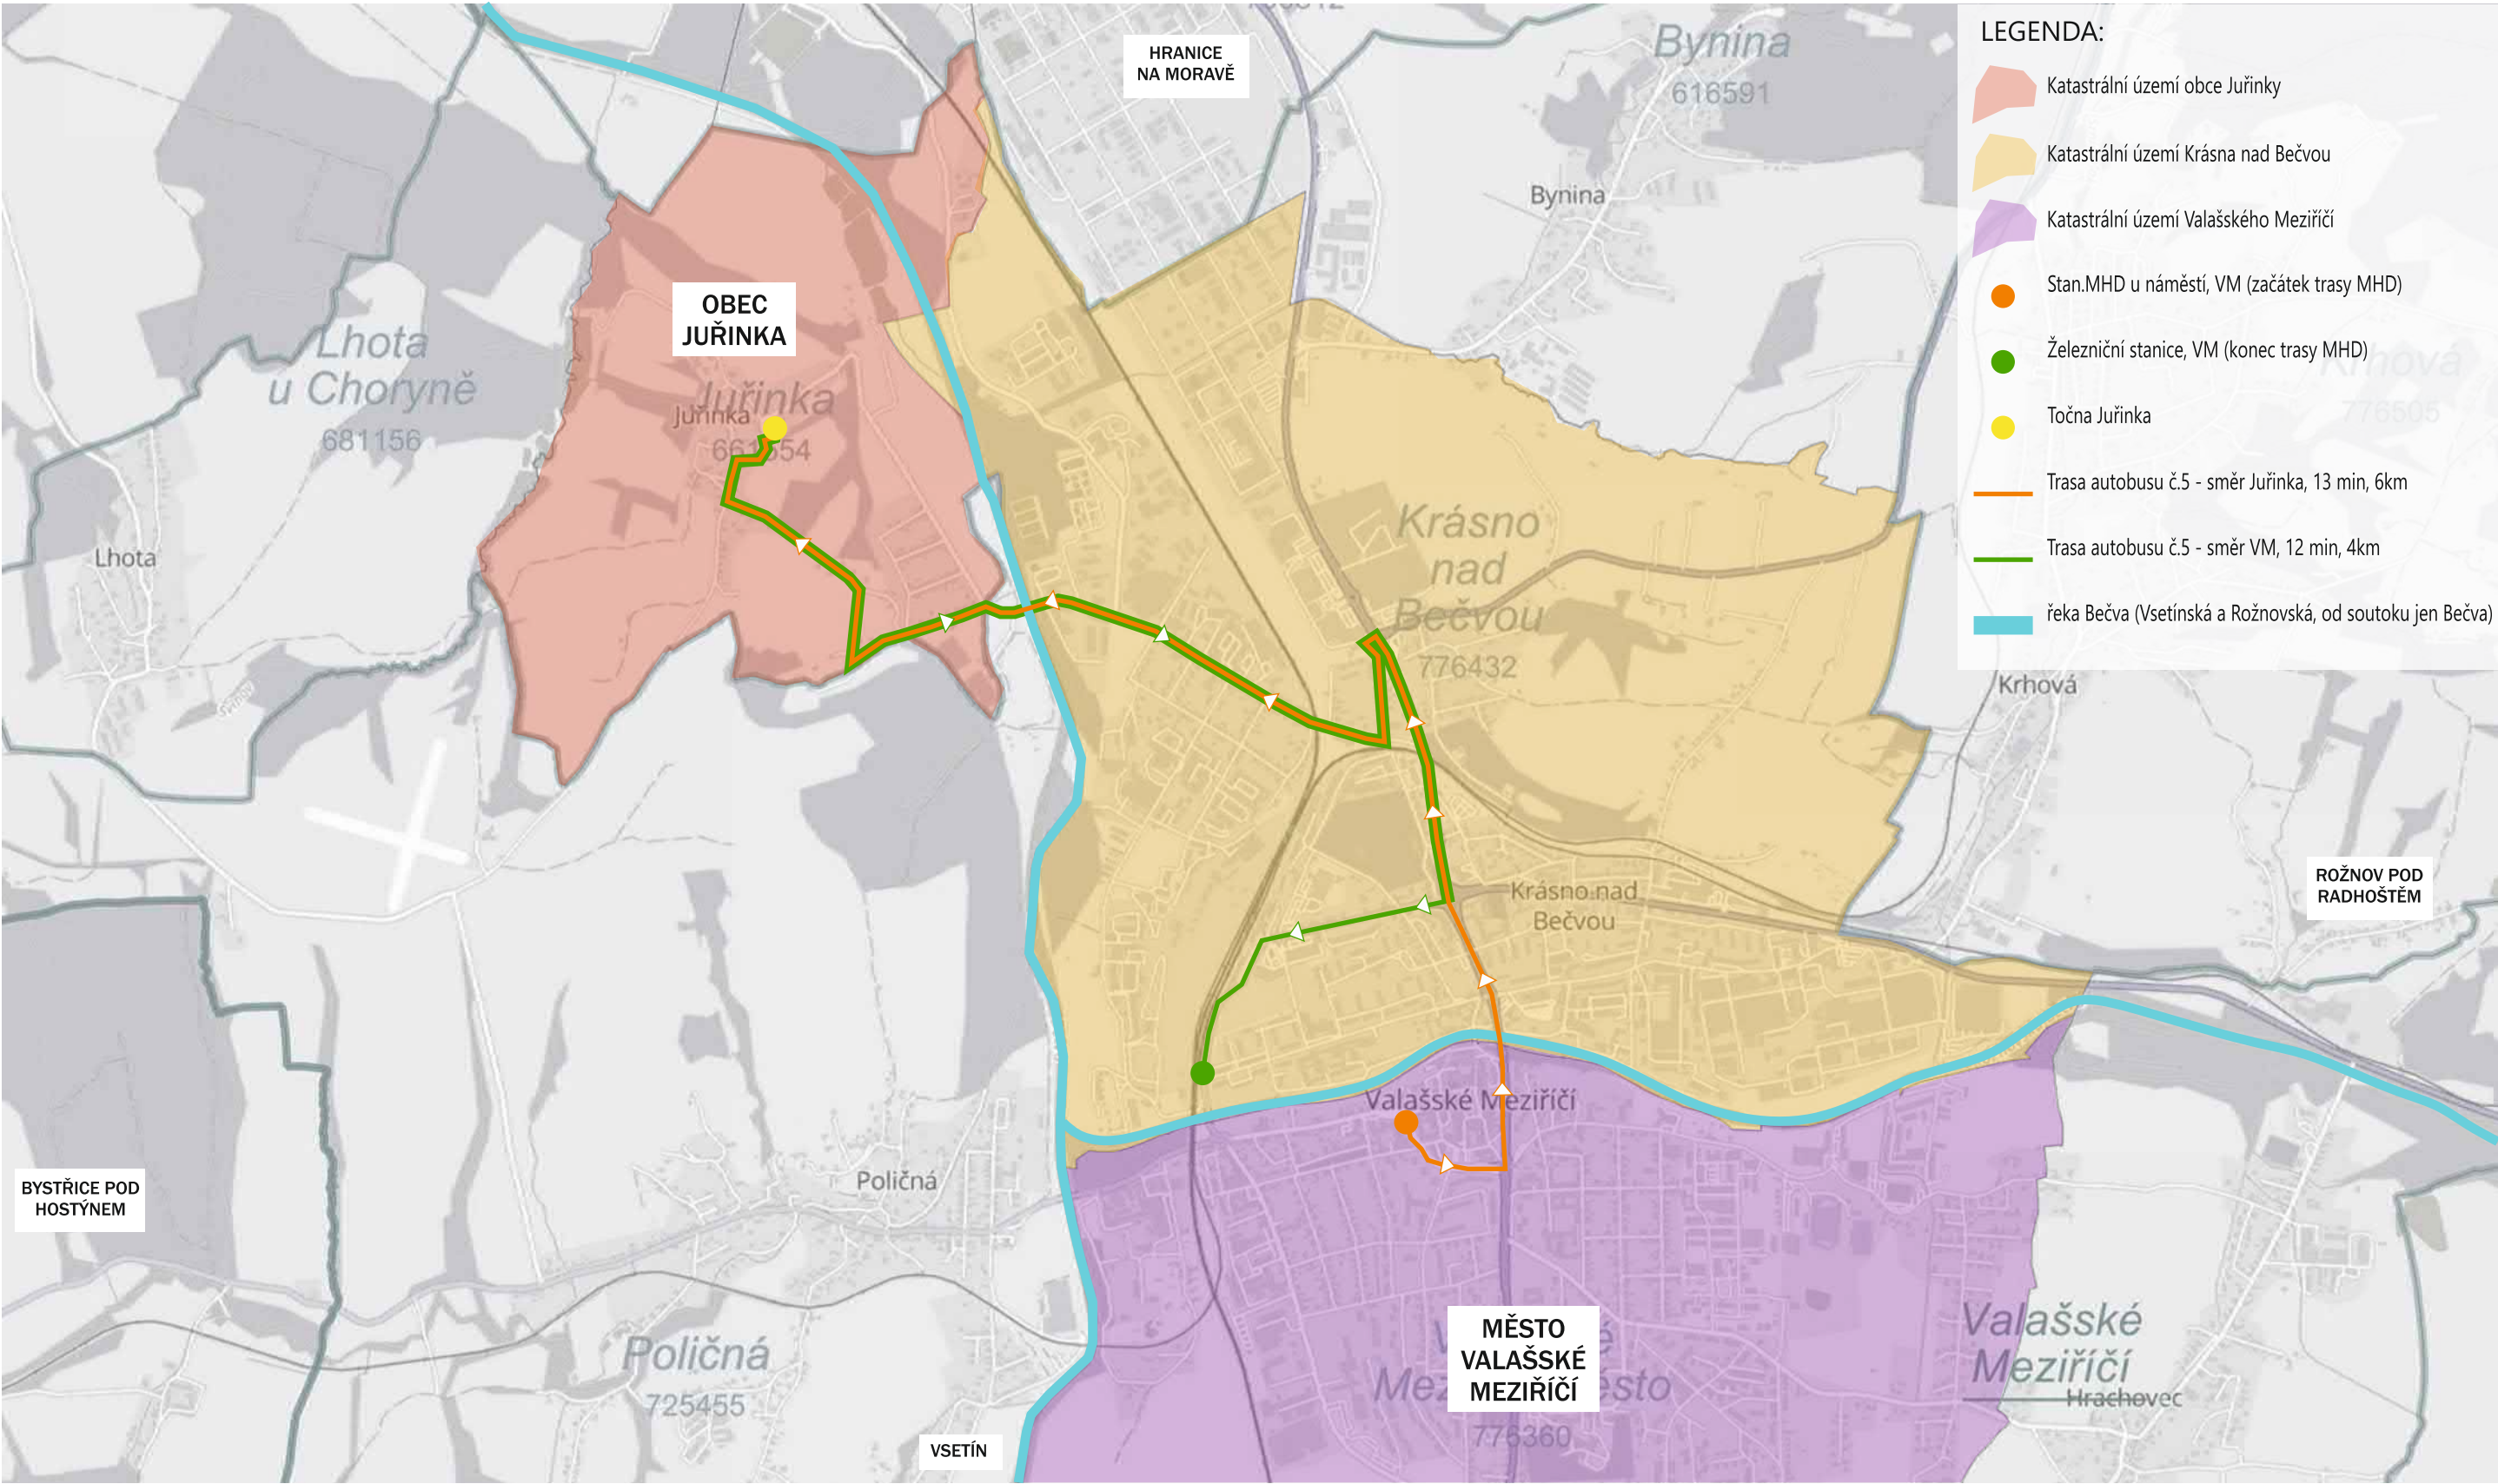 HRANICE
NA MORAVĚ
Bynina
616591
Bynina
LEGENDA:
Katastrální území obce Juřinky
Katastrální území Krásna nad Bečvou
Katastrální území Valašského Meziříčí
Stan.MHD u náměstí, VM (začátek trasy MHD)
Železniční stanice, VM (konec trasy MHD)
Točna Juřinka
Trasa autobusu č.5 - směr Juřinka, 13 min, 6km
Trasa autobusu č.5 - směr VM, 12 min, 4km
řeka Bečva (Vsetínská a Rožnovská, od soutoku jen Bečva)
776505
OBEC
JUŘINKA
Lhota
u Choryně
681156
Juřinka
Juřinka
Lhota
Krásno
nad
Bečvou
776432
Krhová
Krásno nad
Bečvou
ROŽNOV POD
RADHOŠTĚM
Valašské Meziříčí
BYSTŘICE POD
HOSTÝNEM
Poličná
Poličná
725455
MĚSTO
VALAŠSKÉ
MEZIŘÍČÍ
776360
Valašské
Meziříčí
Hrachovec
VSETÍN